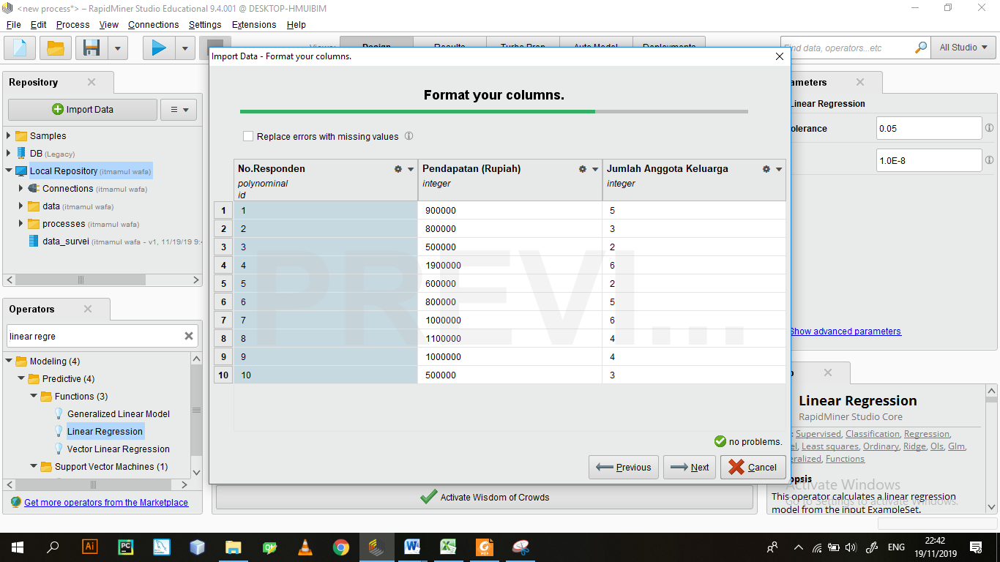 <new process*> – RapidMiner Studio Educational 9.4.001 @ DESKTOP-HMUIBIM
File Edit Process View Connections Settings Extensions Help
Find data, operators...etc
All Studio
Import Data - Format your columns.
Repository
Import Data
Samples
DB (Legacy)
Local Repository (itmamul wafa)
Connections (itmamul wafa)
data (itmamul wafa)
processes (itmamul wafa)
data_survei (itmamul wafa - v1, 11/19/19 9:
Operators
linear regre
Modeling (4)
Predictive (4)
Functions (3)
Generalized Linear Model
Linear Regression
Vector Linear Regression
Support Vector Machines (1)
Get more operators from the Marketplace
Format your columns.
Replace errors with missing values
No.Responden Pendapatan (Rupiah) Jumlah Anggota Keluarga
polynominal integer integer
id
1 1 900000 5
2 2 800000 3
3 3 500000 2
4 4 1900000 6
5 5 600000 2
6 6 800000 5
7 7 1000000 6
8 8 1100000 4
9 9 1000000 4
10 10 500000 3
PREVI...
no problems.
Previous Next Cancel
Activate Wisdom of Crowds
ameters
Linear Regression
olerance 0.05
1.0E-8
Show advanced parameters
Linear Regression
RapidMiner Studio Core
Supervised, Classification, Regression,
el, Least squares, Ordinary, Ridge, Ols, Glm,
eralized, Functions
opsis
This operator calculates a linear regression
model from the input ExampleSet.
Activate Windows
Go to Settings to activate Windows.
ENG
22:42
19/11/2019